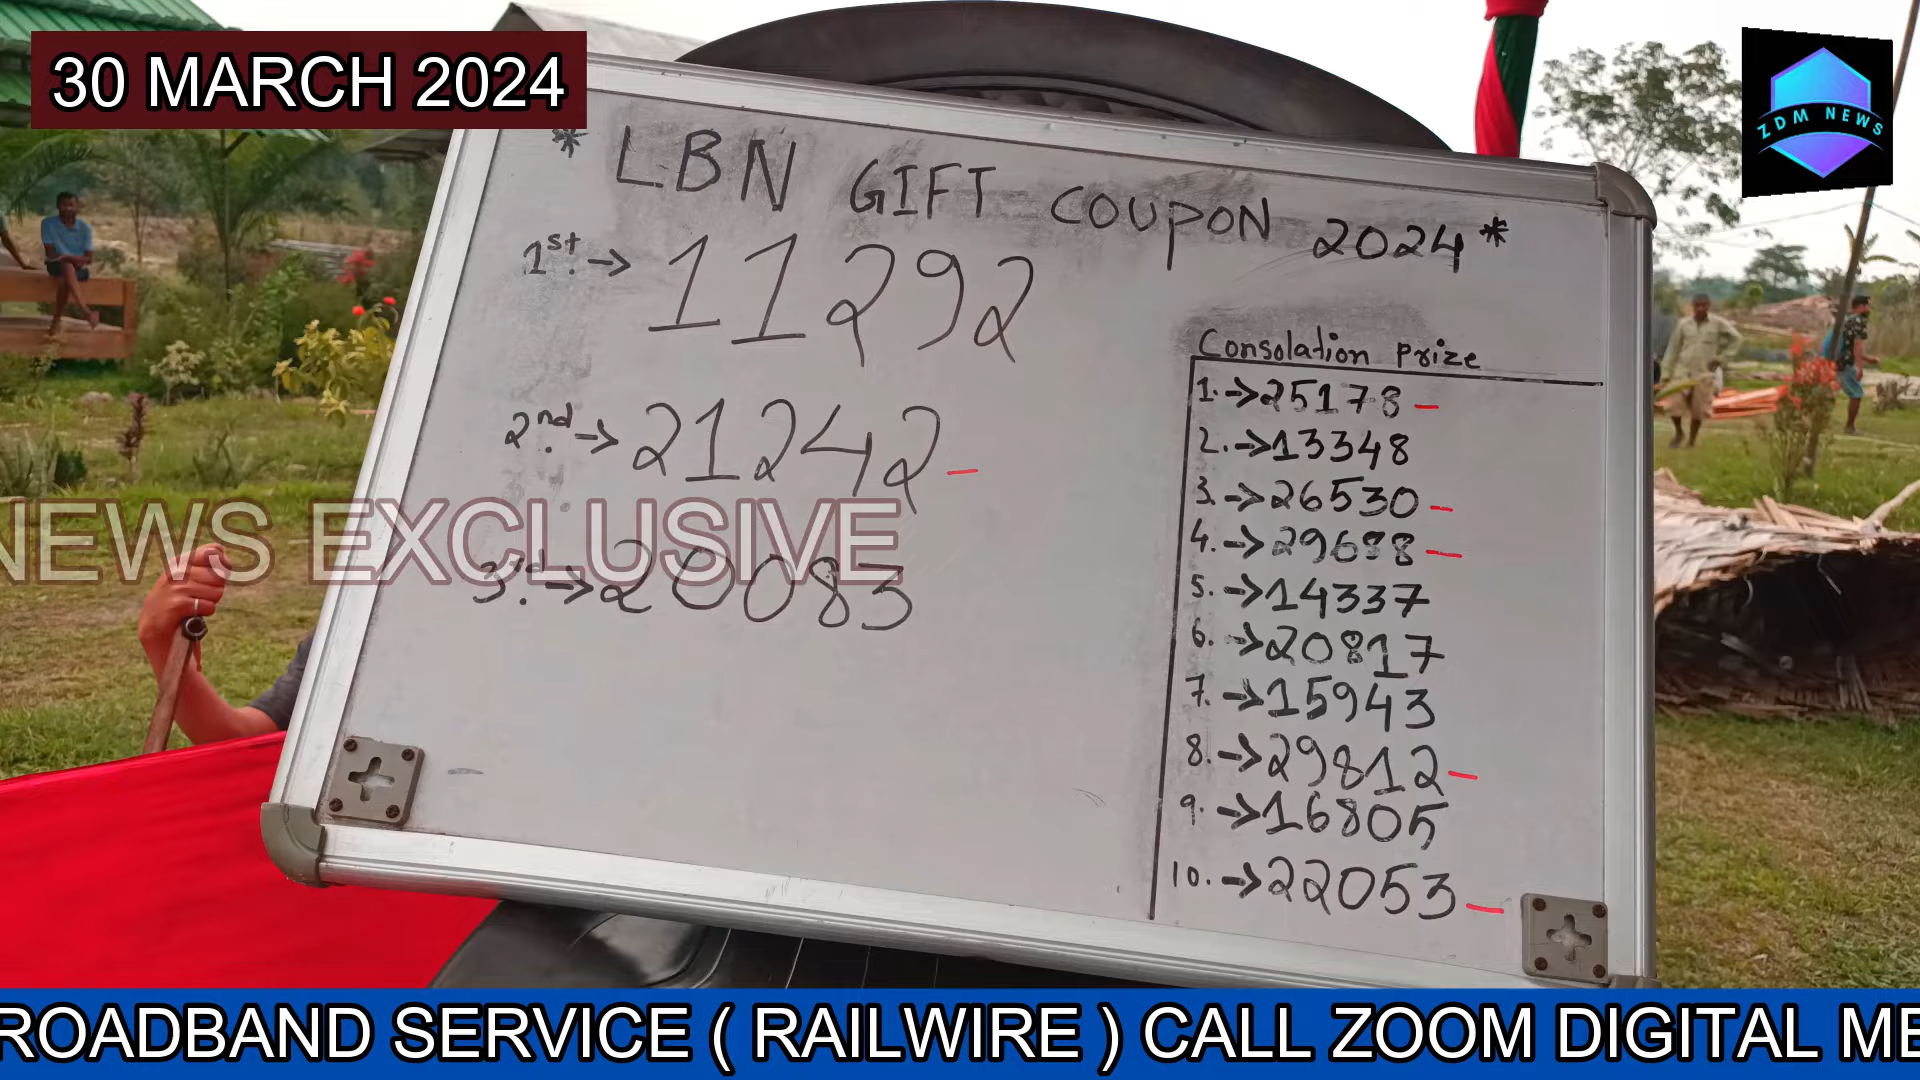 30 MARCH 2024
ZDM NEWS
* LBN GIFT COUPON 2024 *
1st. → 11292
2nd. → 21242 –
NEWS EXCLUSIVE
3rd. → 20083
Consolation prize
1. → 25178 –
2. → 13348
3. → 26530 –
4. → 29688 –
5. → 14337
6. → 20817
7. → 15943
8. → 29812 –
9. → 16805
10. → 22053 –
ROADBAND SERVICE ( RAILWIRE ) CALL ZOOM DIGITAL ME